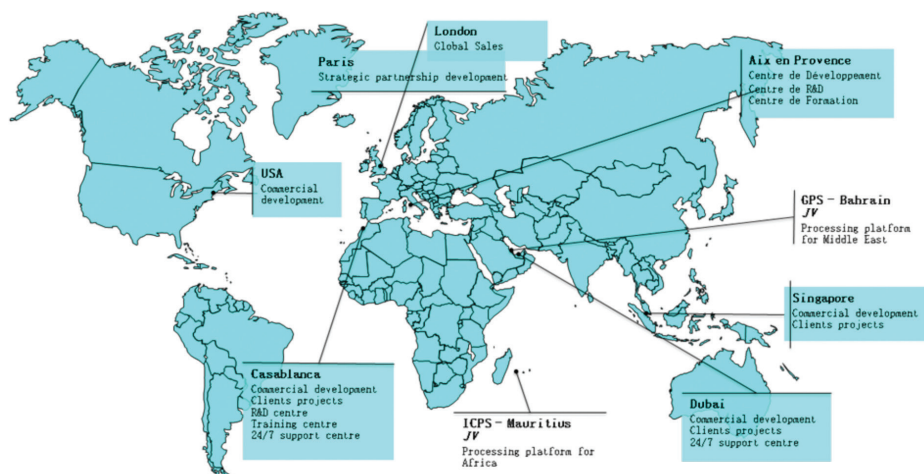 London
Global Sales
Paris
Strategic partnership development
Aix en Provence
Centre de Développement
Centre de R&D
Centre de Formation
USA
Commercial
development
GPS - Bahrain
JV
Processing platform
for Middle East
Singapore
Commercial development
Clients projects
Casablanca
Commercial development
Clients projects
R&D centre
Training centre
24/7 support centre
ICPS - Mauritius
JV
Processing platform for
Africa
Dubai
Commercial development
Clients projects
24/7 support centre